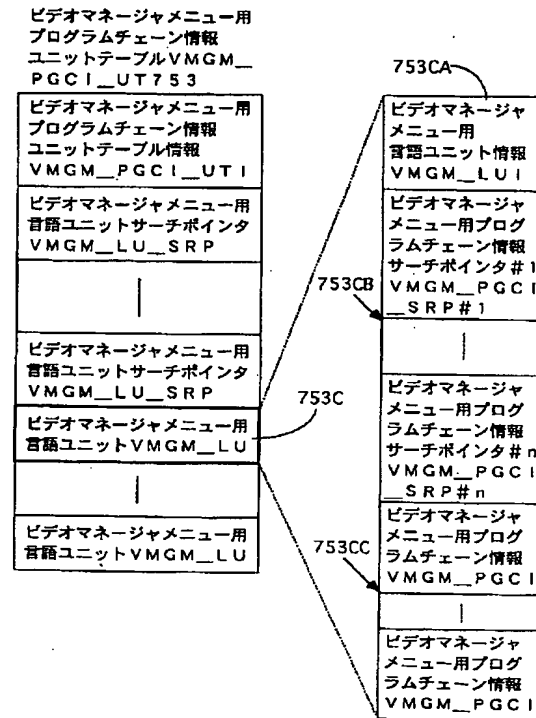 ビデオマネージャメニュー用
プログラムチェーン情報
ユニットテーブルVMGM__
PGCI__UT753
ビデオマネージャメニュー用
プログラムチェーン情報
ユニットテーブル情報
VMGM__PGCI__UTI
ビデオマネージャメニュー用
言語ユニットサーチポインタ
VMGM__LU__SRP
ビデオマネージャメニュー用
言語ユニットサーチポインタ
VMGM__LU__SRP
753C
ビデオマネージャメニュー用
言語ユニットVMGM__LU
ビデオマネージャメニュー用
言語ユニットVMGM__LU
753CA
ビデオマネージャ
メニュー用
言語ユニット情報
VMGM__LUI
ビデオマネージャ
メニュー用プログ
ラムチェーン情報
サーチポインタ#1
VMGM__PGCI
__SRP#1
753CB
ビデオマネージャ
メニュー用プログ
ラムチェーン情報
サーチポインタ#n
VMGM__PGCI
__SRP#n
ビデオマネージャ
メニュー用プログ
ラムチェーン情報
VMGM__PGCI
753CC
ビデオマネージャ
メニュー用プログ
ラムチェーン情報
VMGM__PGCI